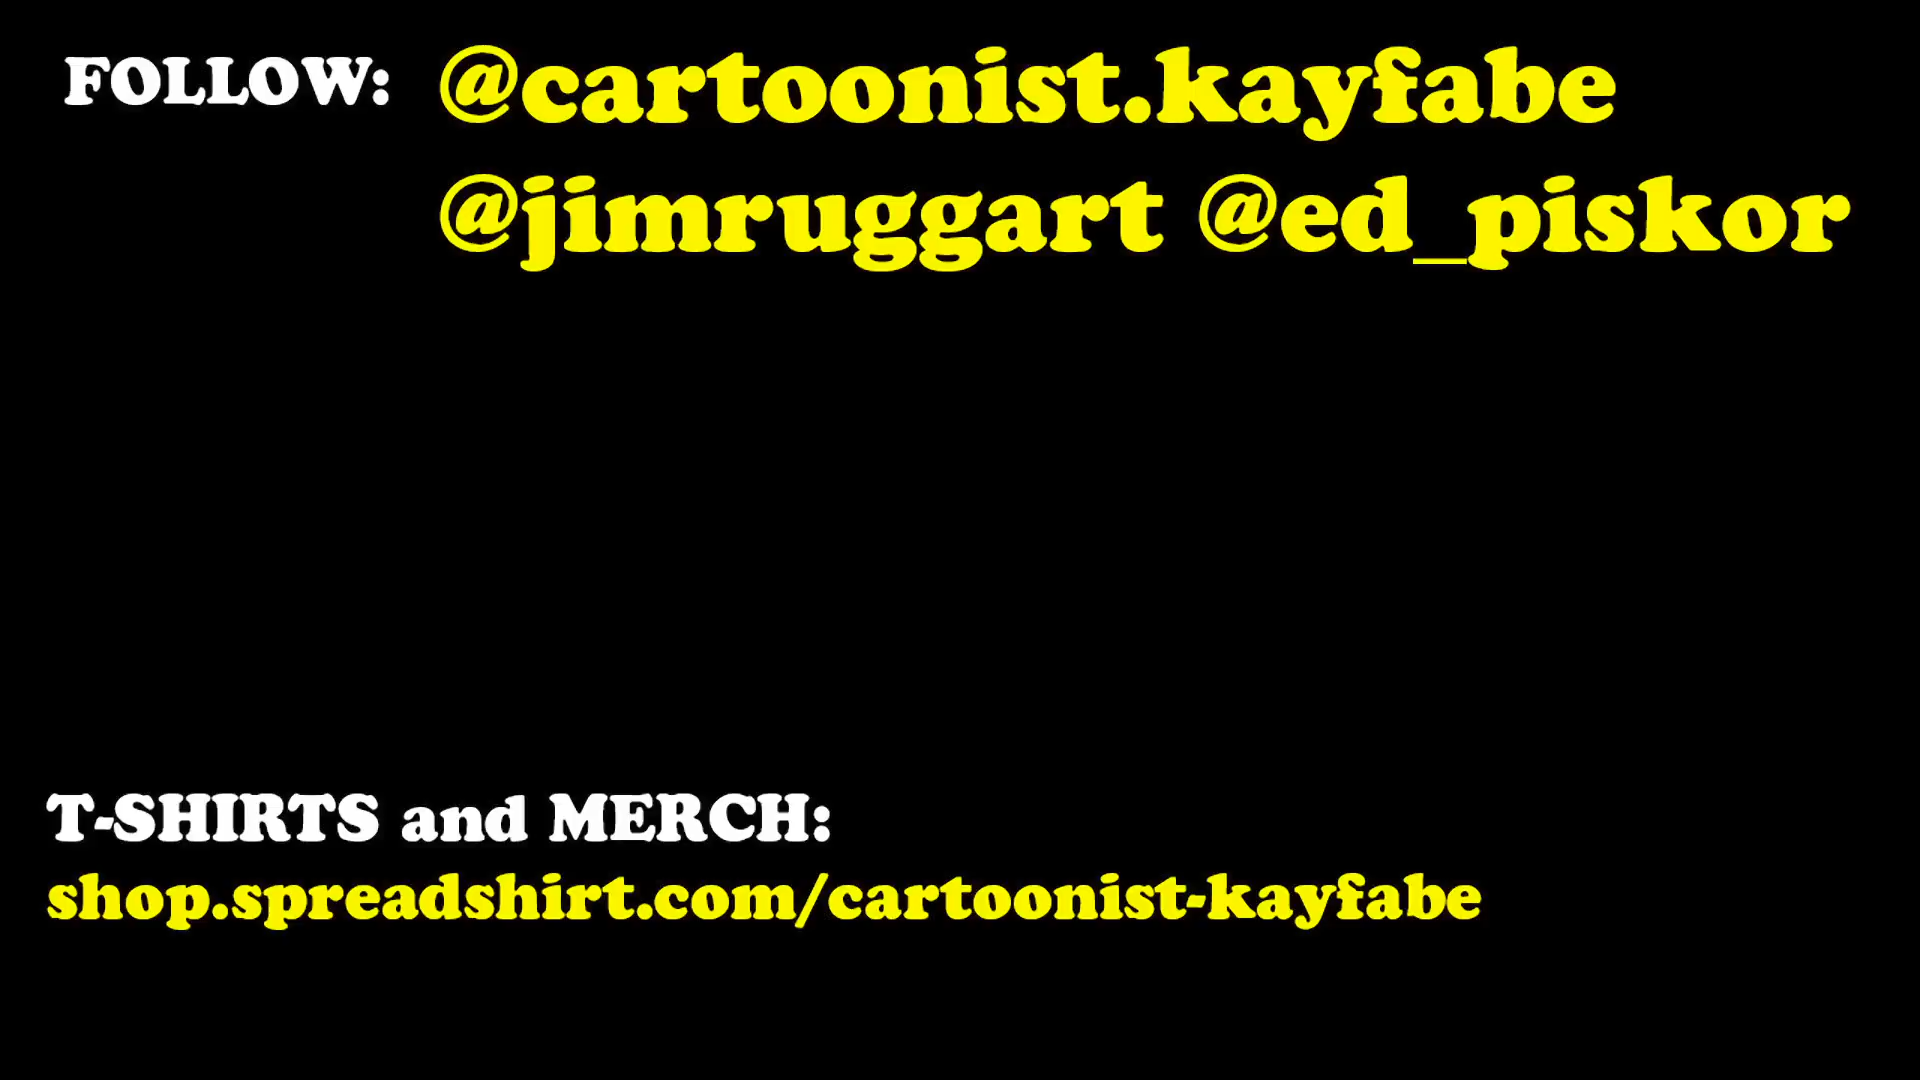 FOLLOW: @cartoonist.kayfabe
@jimruggart @ed_piskor
T-SHIRTS and MERCH:
shop.spreadshirt.com/cartoonist-kayfabe